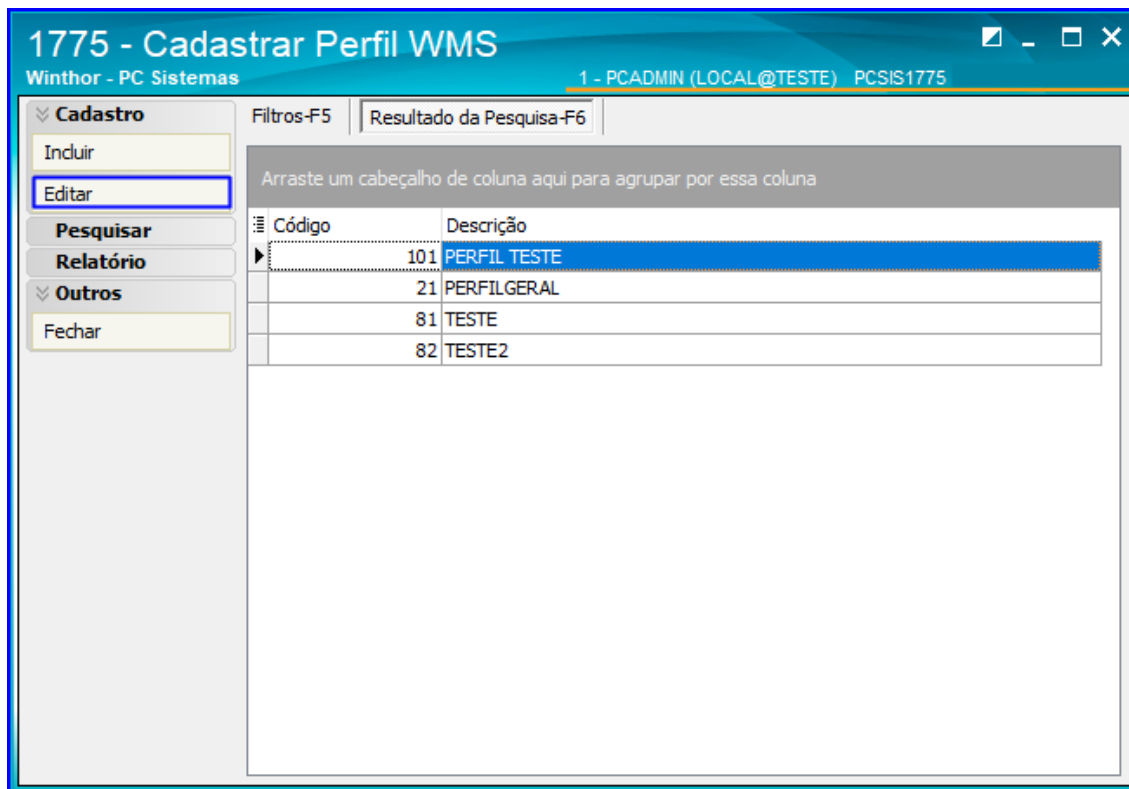 1775 - Cadastrar Perfil WMS
Winthor - PC Sistemas
1 - PCADMIN (LOCAL@TESTE) PCSIS1775
Cadastro
Incluir
Editar
Pesquisar
Relatório
Outros
Fechar
Filtros-F5 Resultado da Pesquisa-F6
Arraste um cabeçalho de coluna aqui para agrupar por essa coluna
Código Descrição
101 PERFIL TESTE
21 PERFILGERAL
81 TESTE
82 TESTE2